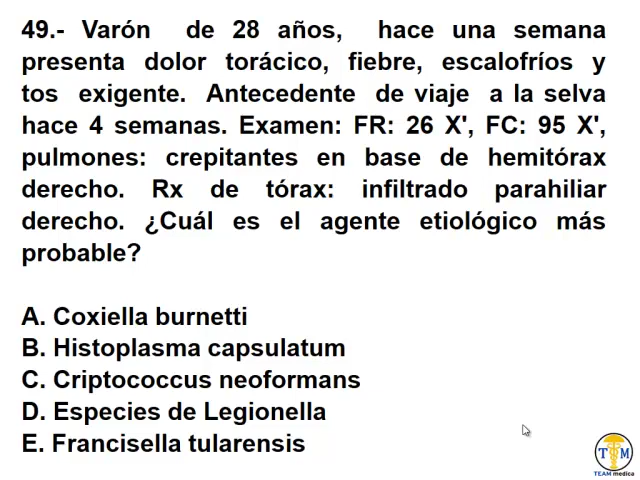 49.- Varón de 28 años, hace una semana
presenta dolor torácico, fiebre, escalofríos y
tos exigente. Antecedente de viaje a la selva
hace 4 semanas. Examen: FR: 26 X', FC: 95 X',
pulmones: crepitantes en base de hemitórax
derecho. Rx de tórax: infiltrado parahiliar
derecho. ¿Cuál es el agente etiológico más
probable?
A. Coxiella burnetti
B. Histoplasma capsulatum
C. Criptococcus neoformans
D. Especies de Legionella
E. Francisella tularensis
T M
TEAM medica